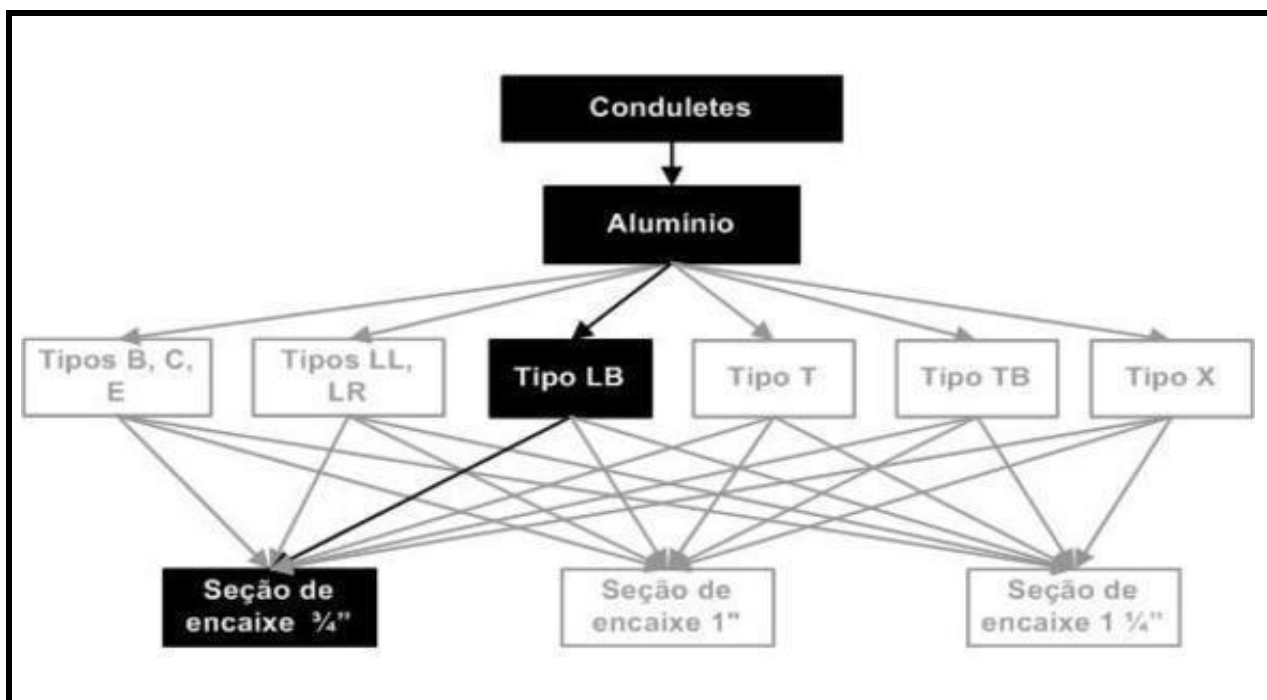 Conduletes
Alumínio
Tipos B, C,
E
Tipos LL,
LR
Tipo LB
Tipo T
Tipo TB
Tipo X
Seção de
encaixe ¾”
Seção de
encaixe 1"
Seção de
encaixe 1 ¼”